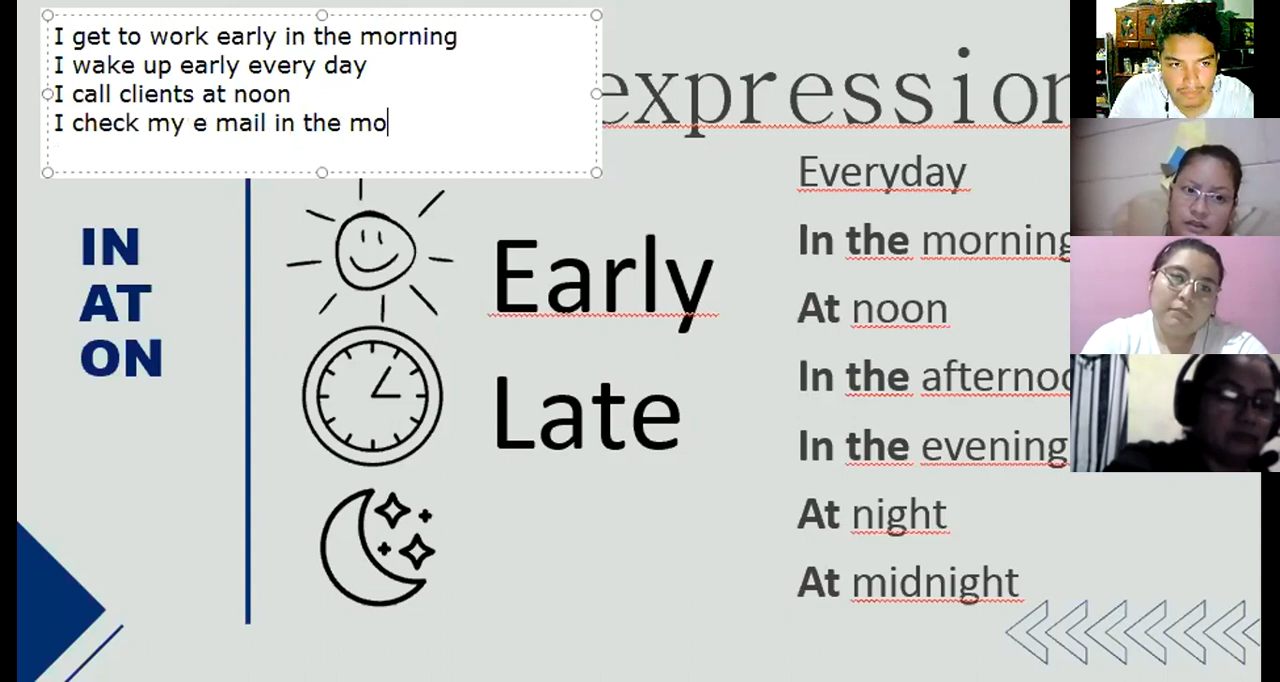 I get to work early in the morning
I wake up early every day
I call clients at noon
I check my e mail in the mo
expression
IN
AT
ON
Early
Late
Everyday
In the morning
At noon
In the
In the evening
At night
At midnight